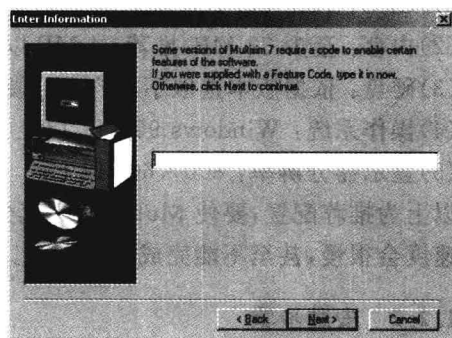 Enter Information
Some versions of Multisim 7 require a code to enable certain
features of the software.
If you were supplied with a Feature Code, type it in now.
Otherwise, click Next to continue.
< Back
Next >
Cancel